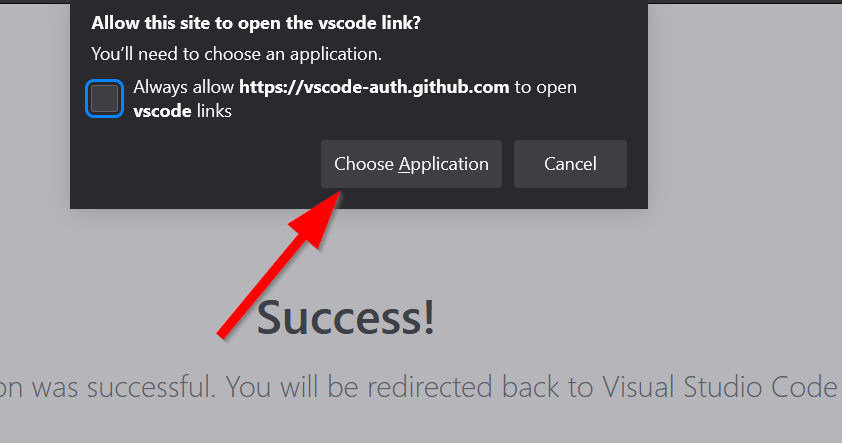 Allow this site to open the vscode link?
You'll need to choose an application.
Always allow https://vscode-auth.github.com to open
vscode links
Choose Application
Cancel
Success!
was successful. You will be redirected back to Visual Studio Code